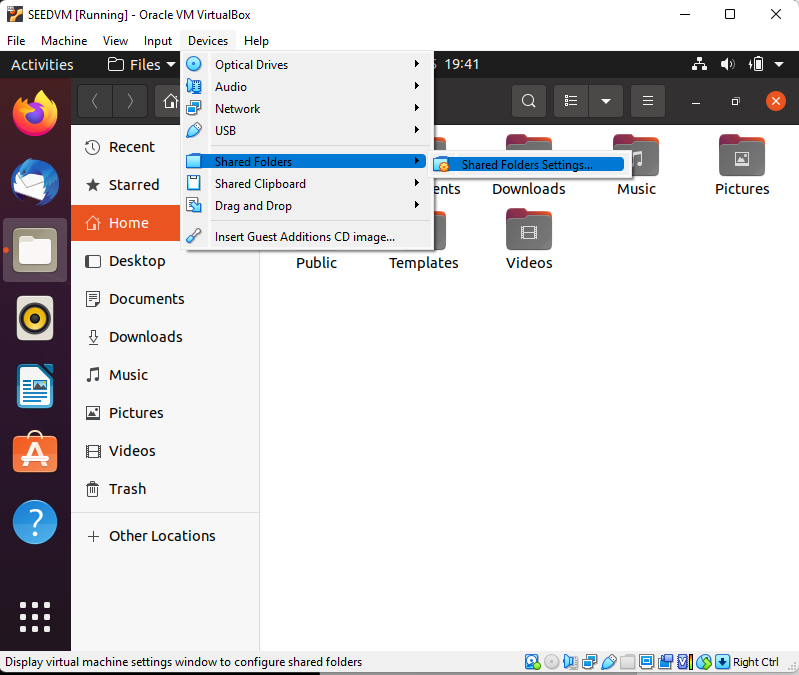 SEEDVM [Running] - Oracle VM VirtualBox
File Machine View Input Devices Help
Activities Files 19:41
Optical Drives
Audio
Network
USB
Shared Folders
Shared Folders Settings...
Shared Clipboard
Drag and Drop
Insert Guest Additions CD image...
Recent
Starred
Home
Desktop
Documents
Downloads
Music
Pictures
Videos
Trash
Other Locations
Downloads Music Pictures
Public Templates Videos
Display virtual machine settings window to configure shared folders
Right Ctrl